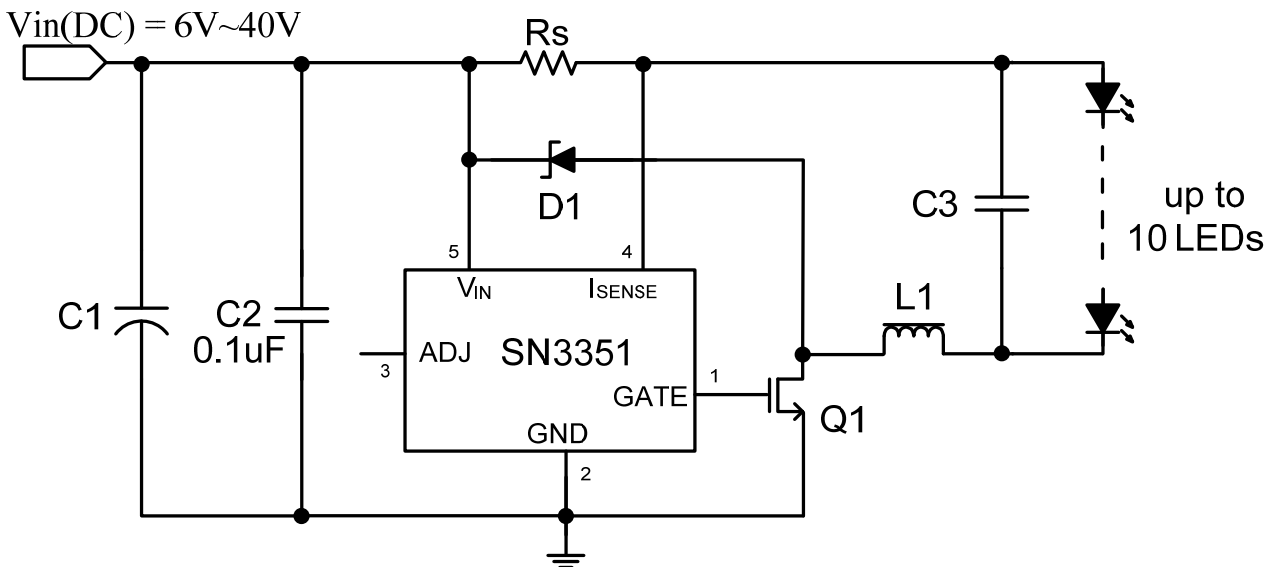 Vin(DC) = 6V~40V
Rs
D1
C3
up to
10 LEDs
5
4
VIN
ISENSE
C1
C2
0.1uF
L1
ADJ
SN3351
3
1
GATE
Q1
GND
2